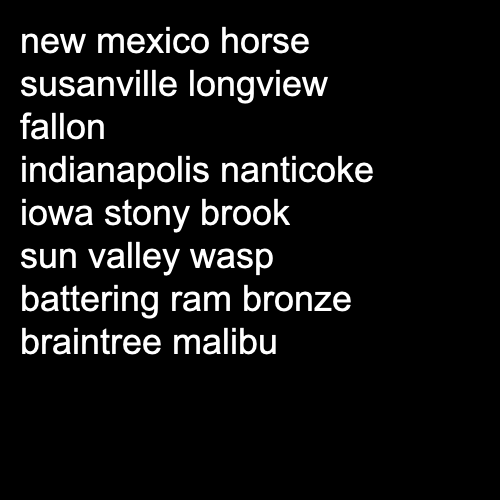 new mexico horse
susanville longview
fallon
indianapolis nanticoke
iowa stony brook
sun valley wasp
battering ram bronze
braintree malibu